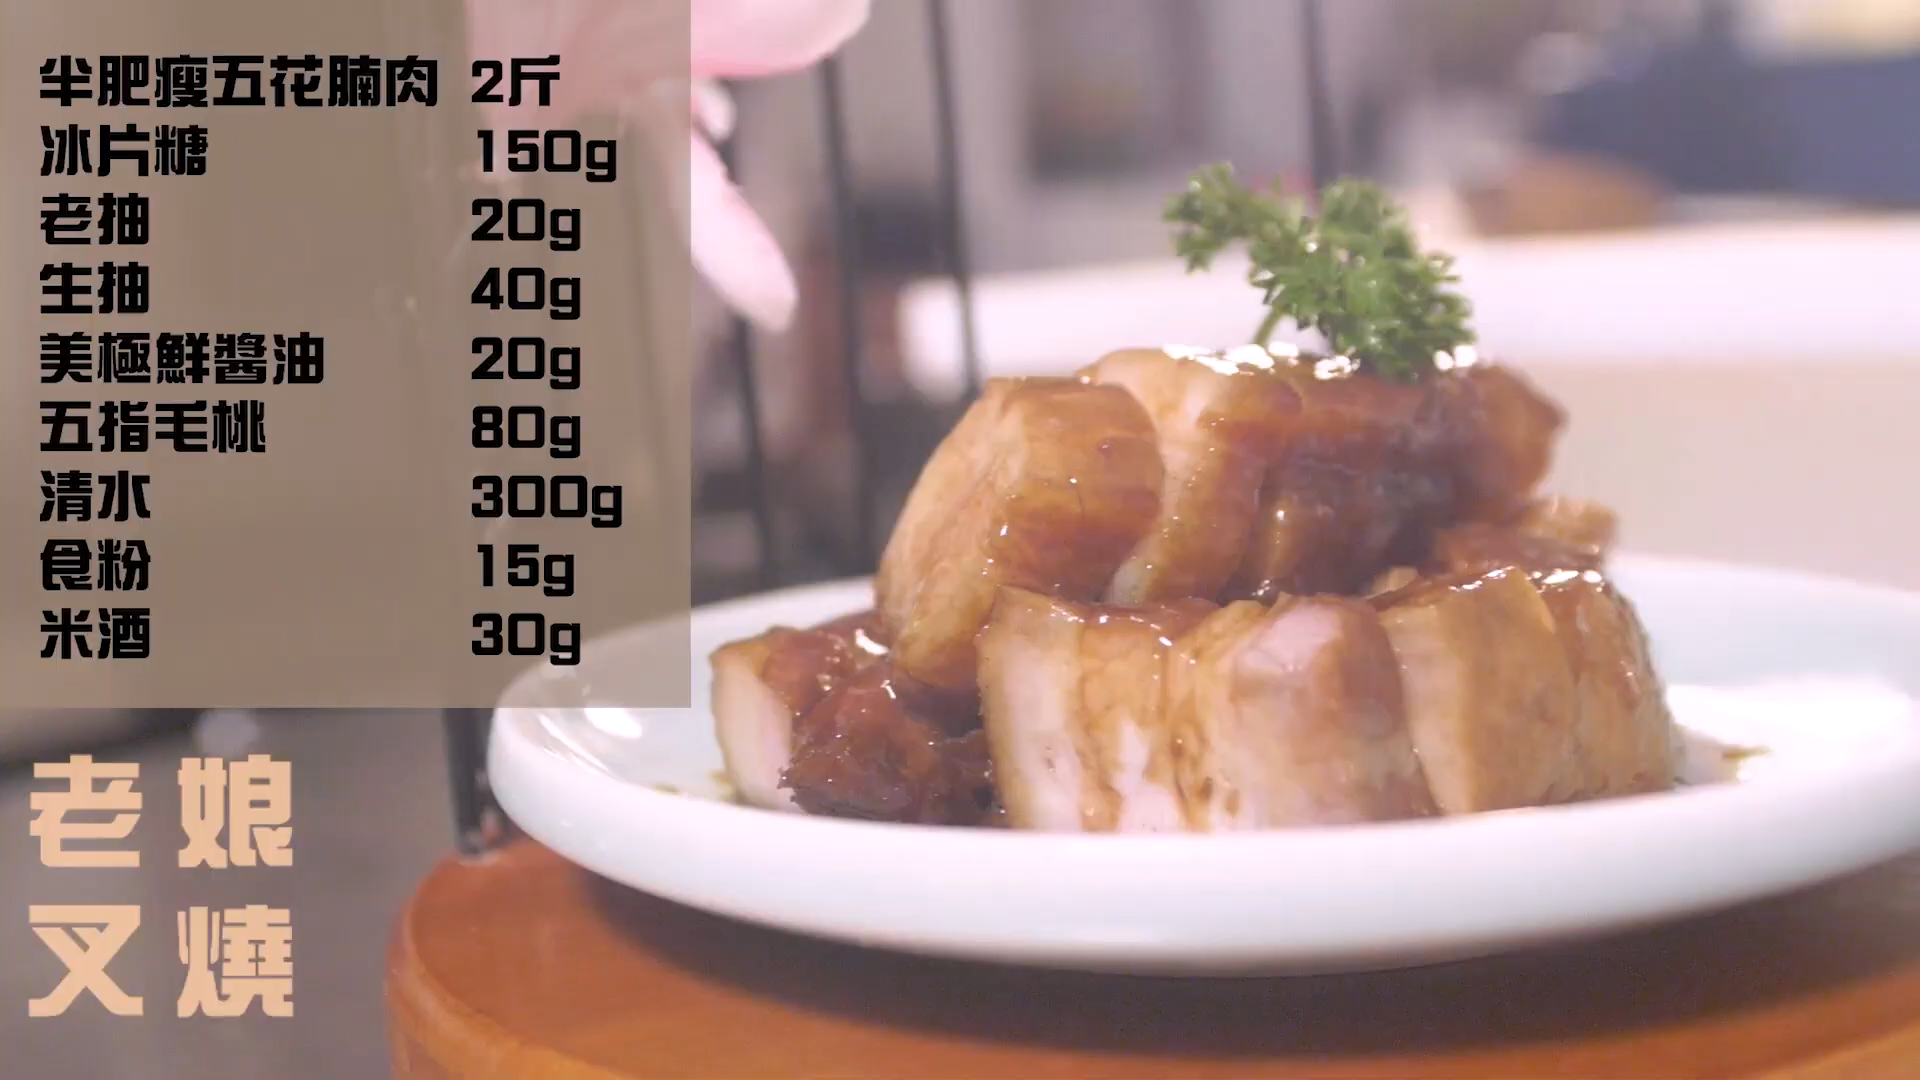 半肥瘦五花腩肉 2斤
冰片糖 150g
老抽 20g
生抽 40g
美極鮮醬油 20g
五指毛桃 80g
清水 300g
食粉 15g
米酒 30g
老娘
叉燒